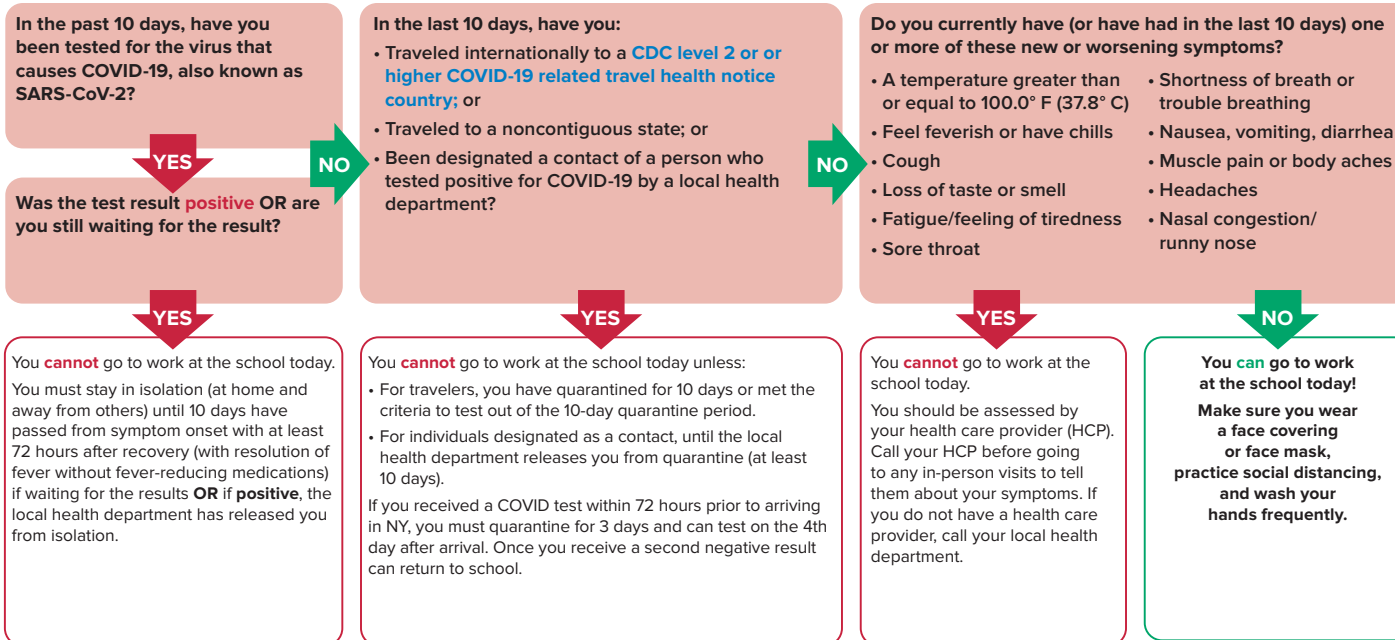 In the past 10 days, have you
been tested for the virus that
causes COVID-19, also known as
SARS-CoV-2?
YES
NO
Was the test result positive OR are
you still waiting for the result?
YES
You cannot go to work at the school today.
You must stay in isolation (at home and
away from others) until 10 days have
passed from symptom onset with at least
72 hours after recovery (with resolution of
fever without fever-reducing medications)
if waiting for the results OR if positive, the
local health department has released you
from isolation.
In the last 10 days, have you:
• Traveled internationally to a CDC level 2 or or
higher COVID-19 related travel health notice
country; or
• Traveled to a noncontiguous state; or
• Been designated a contact of a person who
tested positive for COVID-19 by a local health
department?
NO
YES
You cannot go to work at the school today unless:
• For travelers, you have quarantined for 10 days or met the
criteria to test out of the 10-day quarantine period.
• For individuals designated as a contact, until the local
health department releases you from quarantine (at least
10 days).
If you received a COVID test within 72 hours prior to arriving
in NY, you must quarantine for 3 days and can test on the 4th
day after arrival. Once you receive a second negative result
can return to school.
Do you currently have (or have had in the last 10 days) one
or more of these new or worsening symptoms?
• A temperature greater than
or equal to 100.0° F (37.8° C)
• Feel feverish or have chills
• Cough
• Loss of taste or smell
• Fatigue/feeling of tiredness
• Sore throat
• Shortness of breath or
trouble breathing
• Nausea, vomiting, diarrhea
• Muscle pain or body aches
• Headaches
• Nasal congestion/
runny nose
YES
You cannot go to work at the
school today.
You should be assessed by
your health care provider (HCP).
Call your HCP before going
to any in-person visits to tell
them about your symptoms. If
you do not have a health care
provider, call your local health
department.
NO
You can go to work
at the school today!
Make sure you wear
a face covering
or face mask,
practice social distancing,
and wash your
hands frequently.